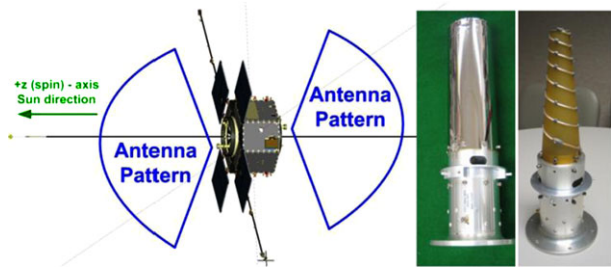 +z (spin) - axis
Sun direction
Antenna
Pattern
Antenna
Pattern